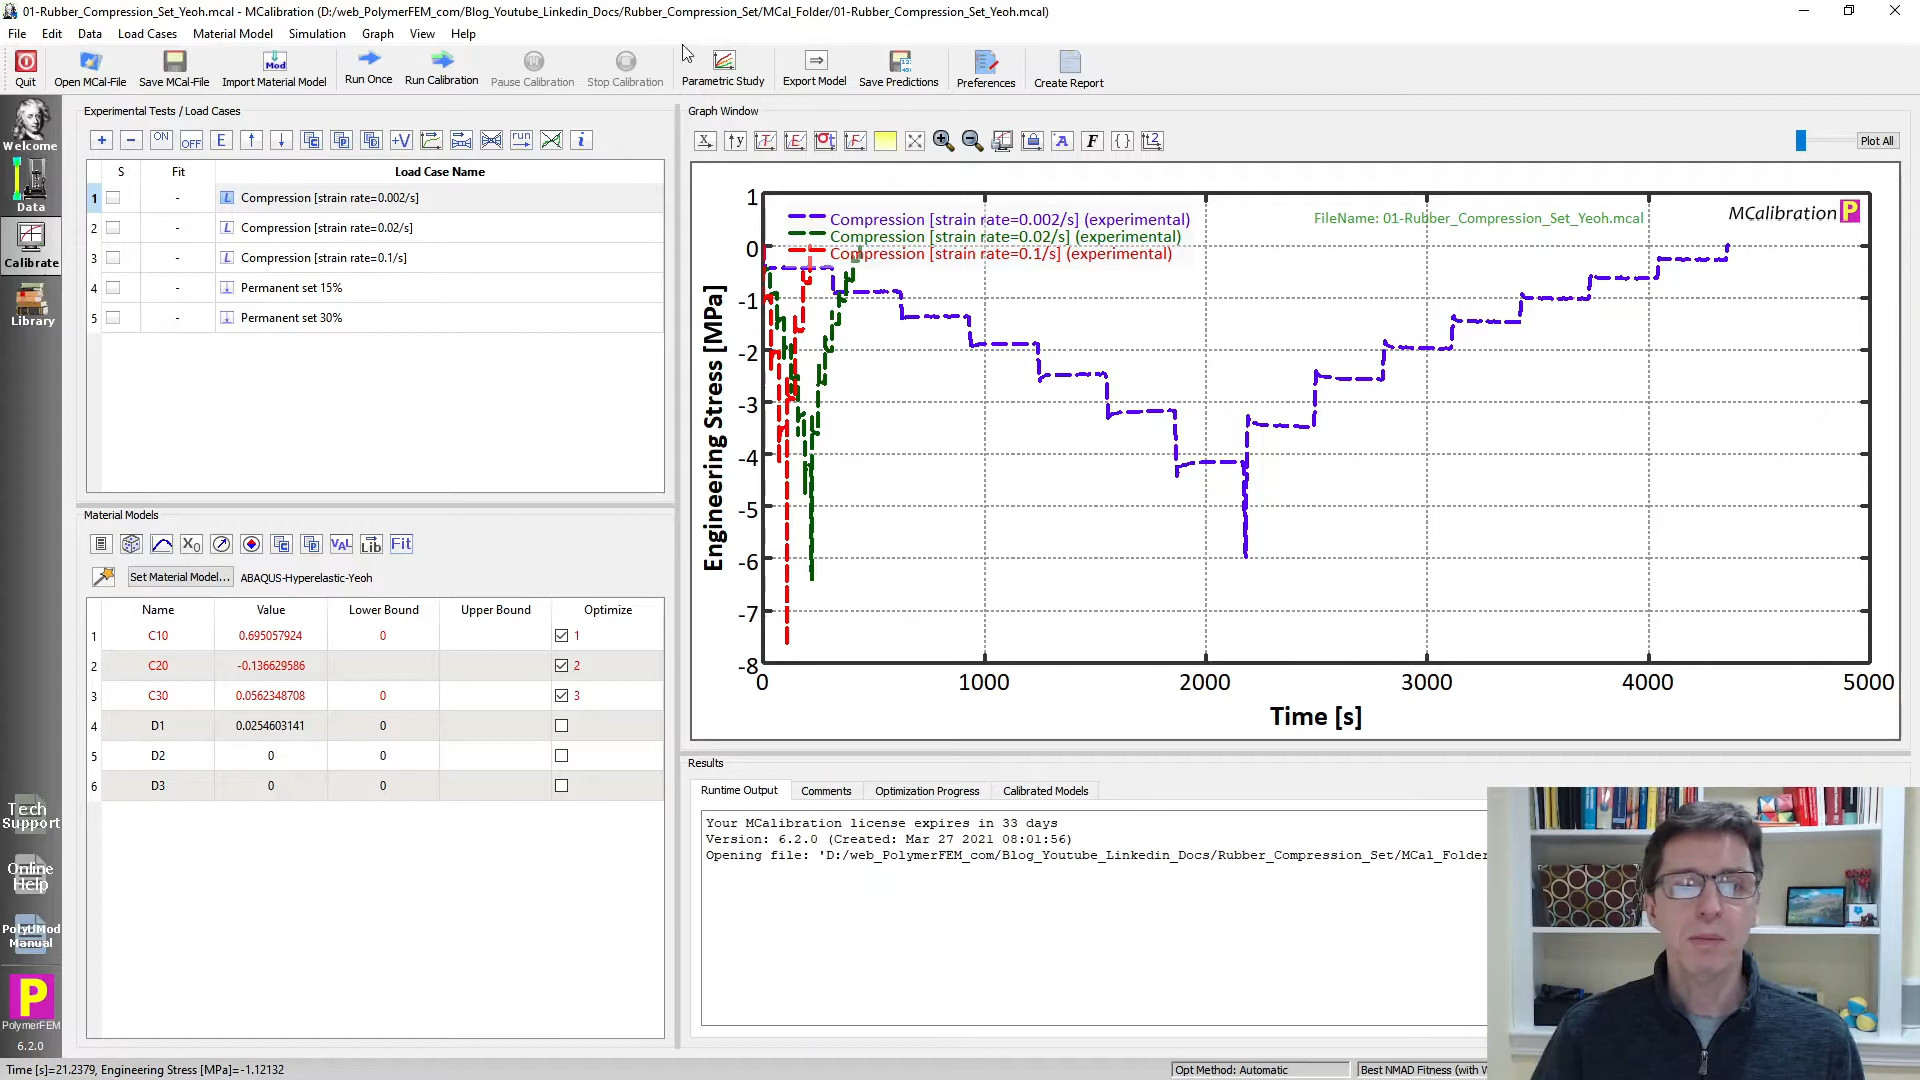 01-Rubber_Compression_Set_Yeoh.mcal - MCalibration (D:/web_PolymerFEM_com/Blog_Youtube_Linkedin_Docs/Rubber_Compression_Set/MCal_Folder/01-Rubber_Compression_Set_Yeoh.mcal)
File Edit Data Load Cases Material Model Simulation Graph View Help
Quit Open MCal-File Save MCal-File Import Material Model Run Once Run Calibration Pause Calibration Stop Calibration Parametric Study Export Model Save Predictions Preferences Create Report
Welcome
Data
Calibrate
Library
Tech Support
Online Help
PolyUMod Manual
PolymerFEM
6.2.0
Experimental Tests / Load Cases
+ - ON OFF E +V run i
S Fit Load Case Name
1 - L Compression [strain rate=0.002/s]
2 - L Compression [strain rate=0.02/s]
3 - L Compression [strain rate=0.1/s]
4 - Permanent set 15%
5 - Permanent set 30%
Material Models
X0 VAL Lib Fit
Set Material Model... ABAQUS-Hyperelastic-Yeoh
Name Value Lower Bound Upper Bound Optimize
1 C10 0.695057924 0 1
2 C20 -0.136629586 2
3 C30 0.0562348708 0 3
4 D1 0.0254603141 0
5 D2 0 0
6 D3 0 0
Graph Window
Plot All
Compression [strain rate=0.002/s] (experimental)
Compression [strain rate=0.02/s] (experimental)
Compression [strain rate=0.1/s] (experimental)
FileName: 01-Rubber_Compression_Set_Yeoh.mcal
MCalibration P
Engineering Stress [MPa]
1
0
-1
-2
-3
-4
-5
-6
-7
-8
0 1000 2000 3000 4000 5000
Time [s]
Results
Runtime Output Comments Optimization Progress Calibrated Models
Your MCalibration license expires in 33 days
Version: 6.2.0 (Created: Mar 27 2021 08:01:56)
Opening file: 'D:/web_PolymerFEM_com/Blog_Youtube_Linkedin_Docs/Rubber_Compression_Set/MCal_Folder
Time [s]=21.2379, Engineering Stress [MPa]=-1.12132
Opt Method: Automatic
Best NMAD Fitness (with W